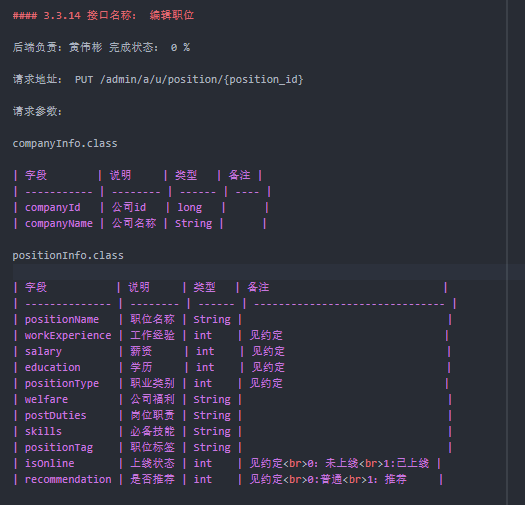 #### 3.3.14 接口名称： 编辑职位
后端负责：黄伟彬 完成状态： 0 %
请求地址： PUT /admin/a/u/position/{position_id}
请求参数：
companyInfo.class
| 字段 | 说明 | 类型 | 备注 |
| ----------- | -------- | ------ | ---- |
| companyId | 公司id | long | |
| companyName | 公司名称 | String | |
positionInfo.class
| 字段 | 说明 | 类型 | 备注 |
| -------------- | -------- | ------ | ------------------------------- |
| positionName | 职位名称 | String | |
| workExperience | 工作经验 | int | 见约定 |
| salary | 薪资 | int | 见约定 |
| education | 学历 | int | 见约定 |
| positionType | 职业类别 | int | 见约定 |
| welfare | 公司福利 | String | |
| postDuties | 岗位职责 | String | |
| skills | 必备技能 | String | |
| positionTag | 职位标签 | String | |
| isOnline | 上线状态 | int | 见约定<br>0：未上线<br>1:已上线 |
| recommendation | 是否推荐 | int | 见约定<br>0:普通<br>1：推荐 |